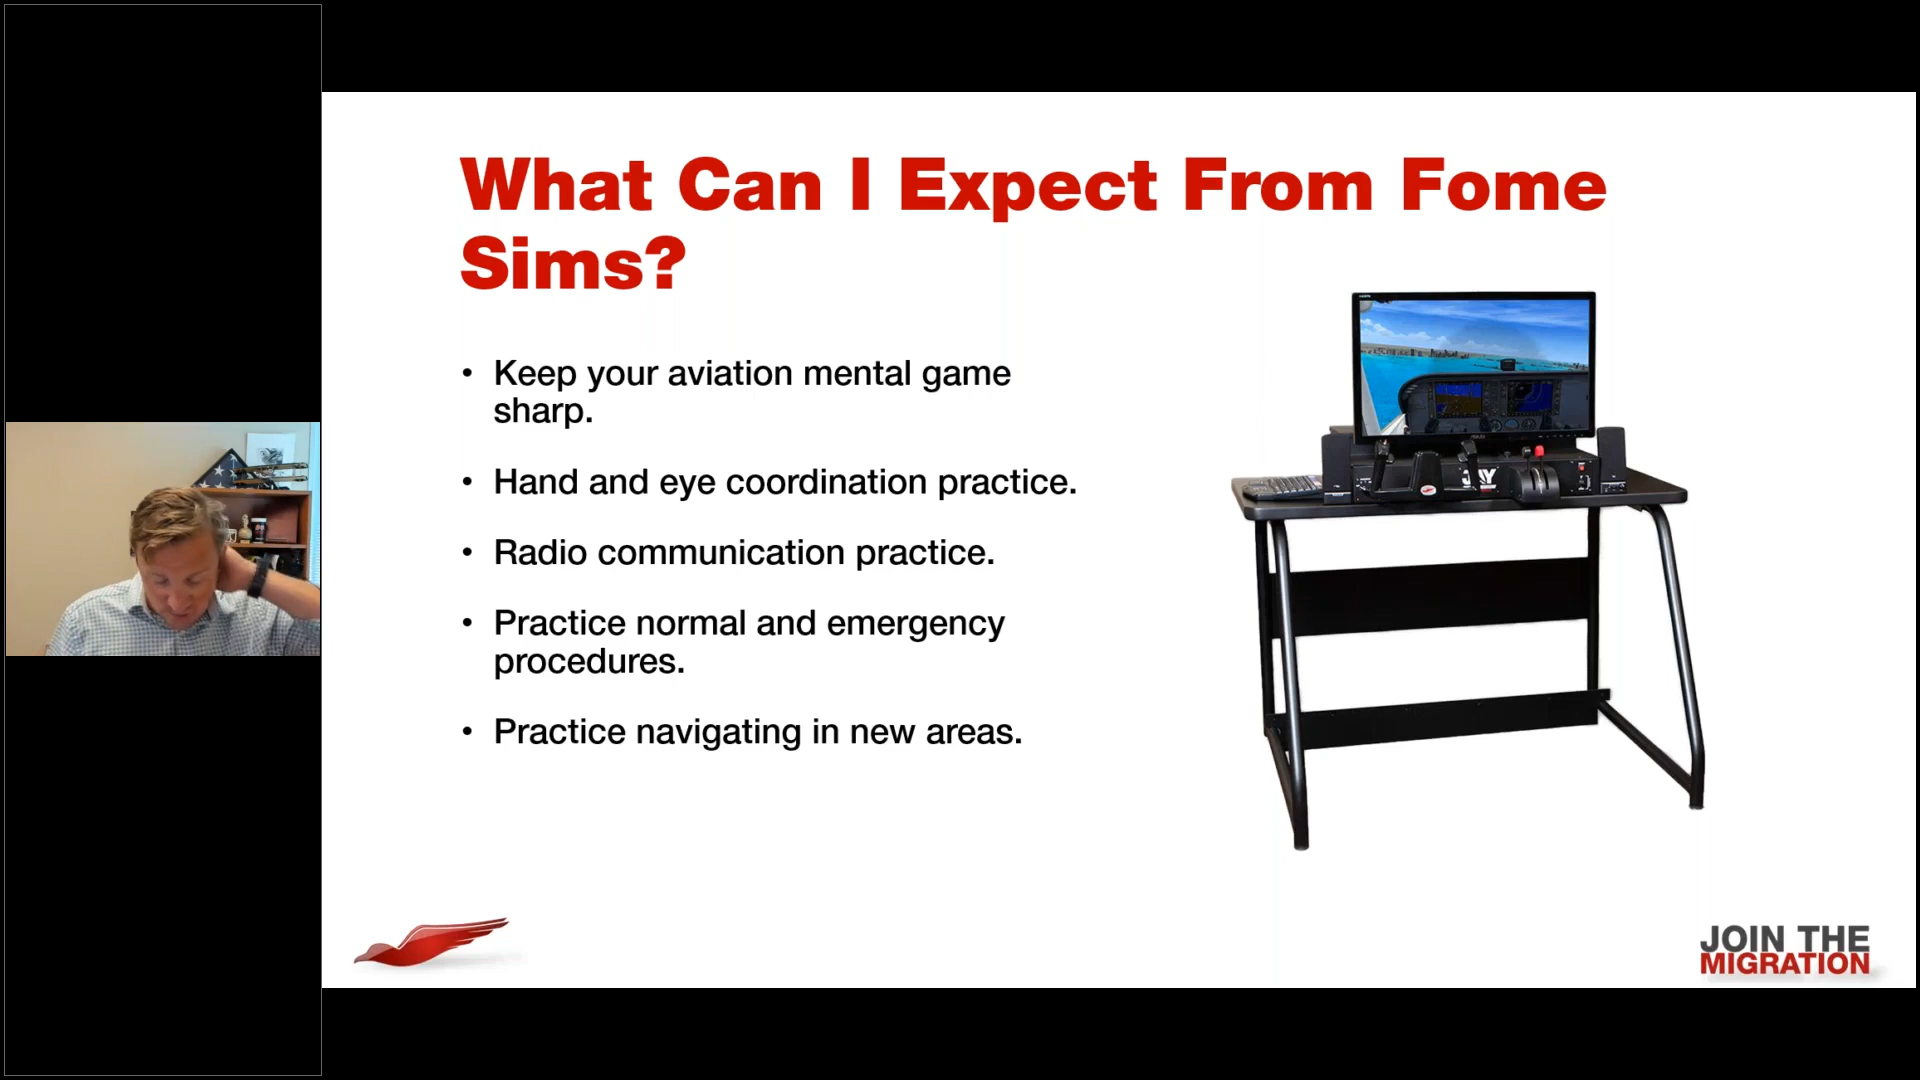 What Can I Expect From Fome
Sims?
• Keep your aviation mental game
sharp.
• Hand and eye coordination practice.
• Radio communication practice.
• Practice normal and emergency
procedures.
• Practice navigating in new areas.
JAY
JOIN THE
MIGRATION